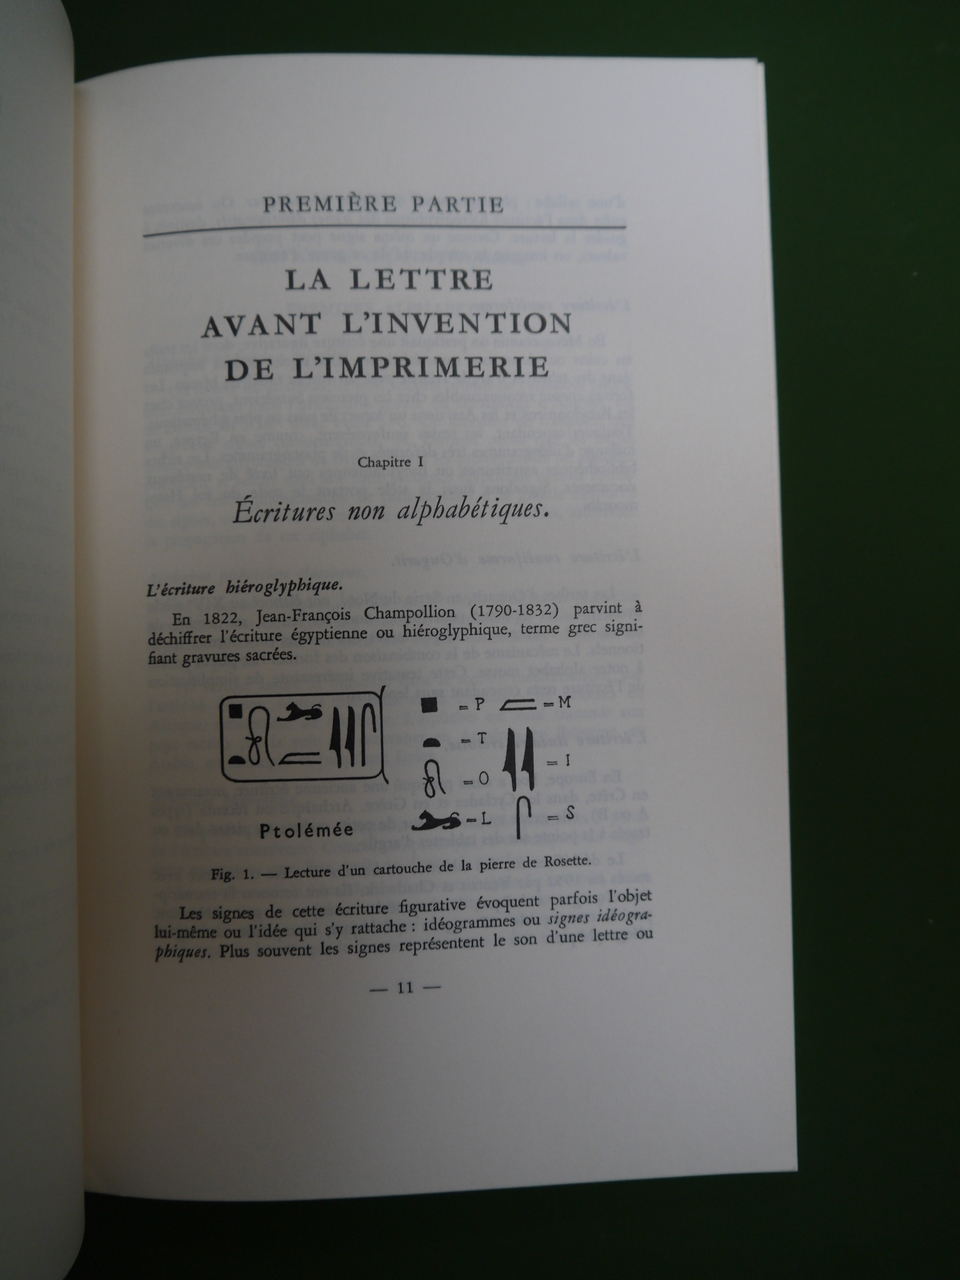 PREMIÈRE PARTIE
LA LETTRE
AVANT L'INVENTION
DE L'IMPRIMERIE
Chapitre I
Écritures non alphabétiques.
L'écriture hiéroglyphique.
En 1822, Jean-François Champollion (1790-1832) parvint à
déchiffrer l'écriture égyptienne ou hiéroglyphique, terme grec signi-
fiant gravures sacrées.
= P = M
= T
= I
= O
= L = S
Ptolémée
Fig. 1. — Lecture d'un cartouche de la pierre de Rosette.
Les signes de cette écriture figurative évoquent parfois l'objet
lui-même ou l'idée qui s'y rattache : idéogrammes ou signes idéogra-
phiques. Plus souvent les signes représentent le son d'une lettre ou
— 11 —